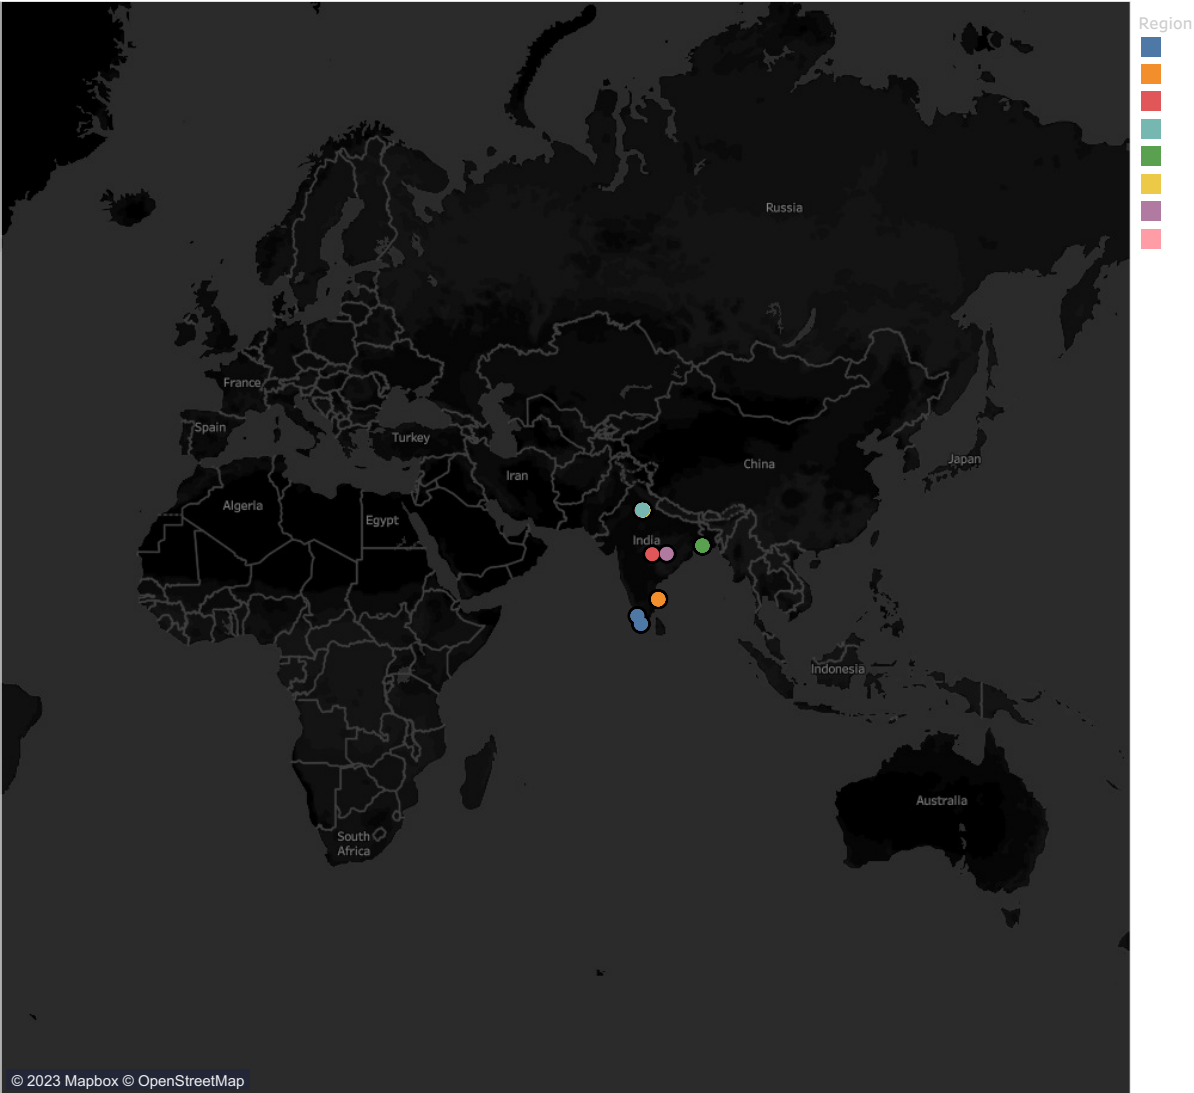 Region
Russia
France
Spain
Turkey
Iran
China
Japan
Algeria
Egypt
India
Indonesia
Australia
South
Africa
© 2023 Mapbox © OpenStreetMap